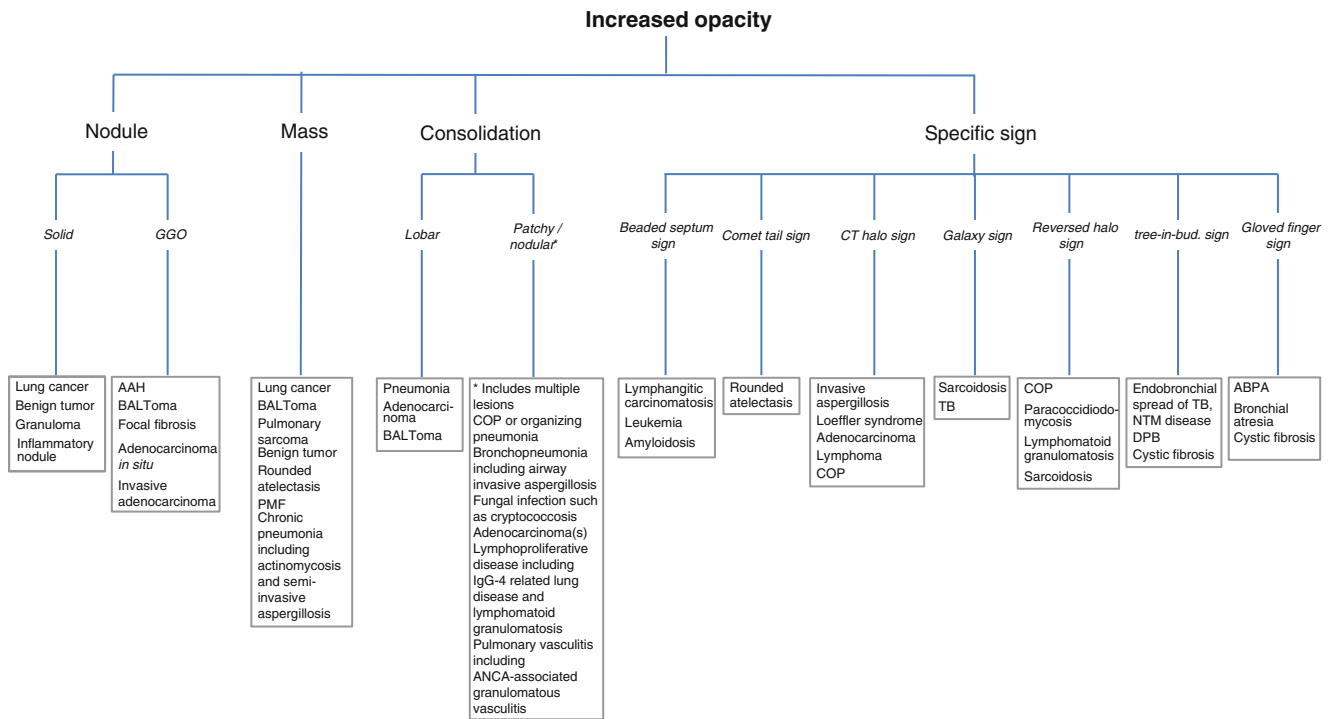 Increased opacity
Nodule
Mass
Consolidation
Specific sign
Solid
GGO
Lobar
Patchy /
nodular*
Beaded septum
sign
Comet tail sign
CT halo sign
Galaxy sign
Reversed halo
sign
tree-in-bud. sign
Gloved finger
sign
Lung cancer
Benign tumor
Granuloma
Inflammatory
nodule
AAH
BALToma
Focal fibrosis
Adenocarcinoma
in situ
Invasive
adenocarcinoma
Lung cancer
BALToma
Pulmonary
sarcoma
Benign tumor
Rounded
atelectasis
PMF
Chronic
pneumonia
including
actinomycosis
and semi-
invasive
aspergillosis
Pneumonia
Adenocarci-
noma
BALToma
* Includes multiple
lesions
COP or organizing
pneumonia
Bronchopneumonia
including airway
invasive aspergillosis
Fungal infection such
as cryptococcosis
Adenocarcinoma(s)
Lymphoproliferative
disease including
IgG-4 related lung
disease and
lymphomatoid
granulomatosis
Pulmonary vasculitis
including
ANCA-associated
granulomatous
vasculitis
Lymphangitic
carcinomatosis
Leukemia
Amyloidosis
Rounded
atelectasis
Invasive
aspergillosis
Loeffler syndrome
Adenocarcinoma
Lymphoma
COP
Sarcoidosis
TB
COP
Paracoccidiodo-
mycosis
Lymphomatoid
granulomatosis
Sarcoidosis
Endobronchial
spread of TB,
NTM disease
DPB
Cystic fibrosis
ABPA
Bronchial
atresia
Cystic fibrosis